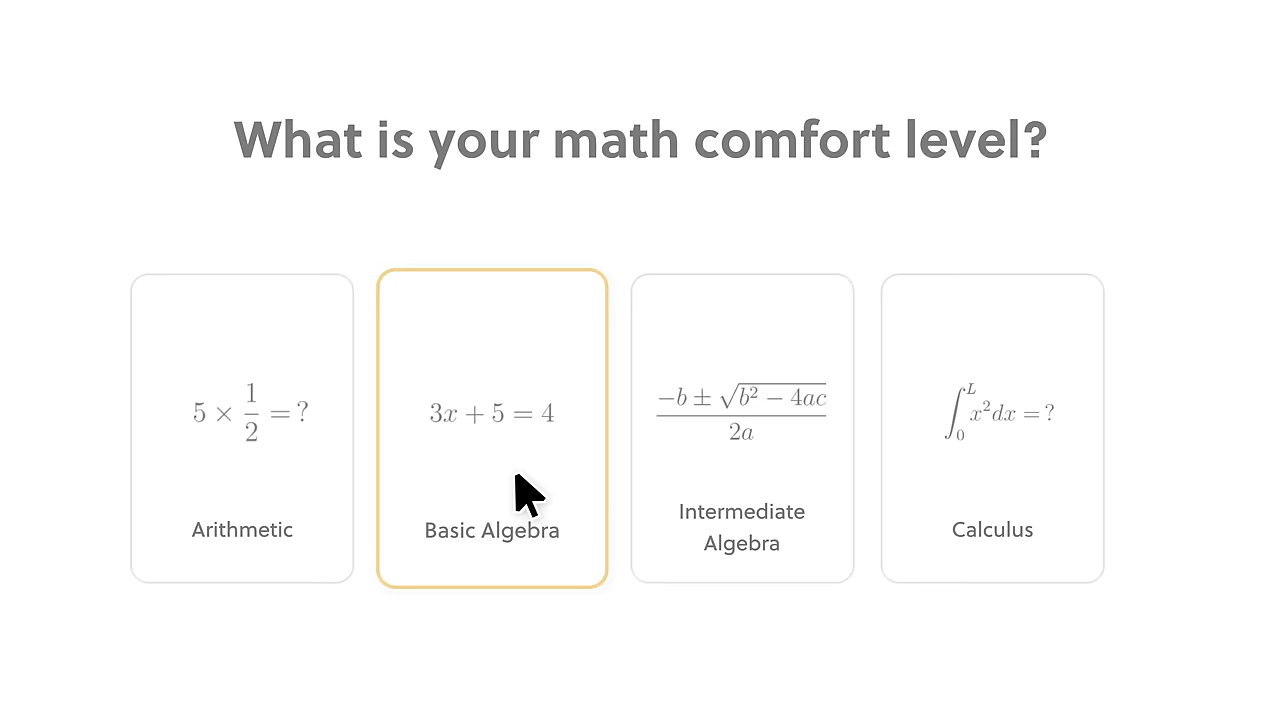 What is your math comfort level?
5 × 1/2 = ?
Arithmetic
3x + 5 = 4
Basic Algebra
−b ± √(b² − 4ac)
2a
Intermediate
Algebra
∫₀ᴸ x²dx = ?
Calculus